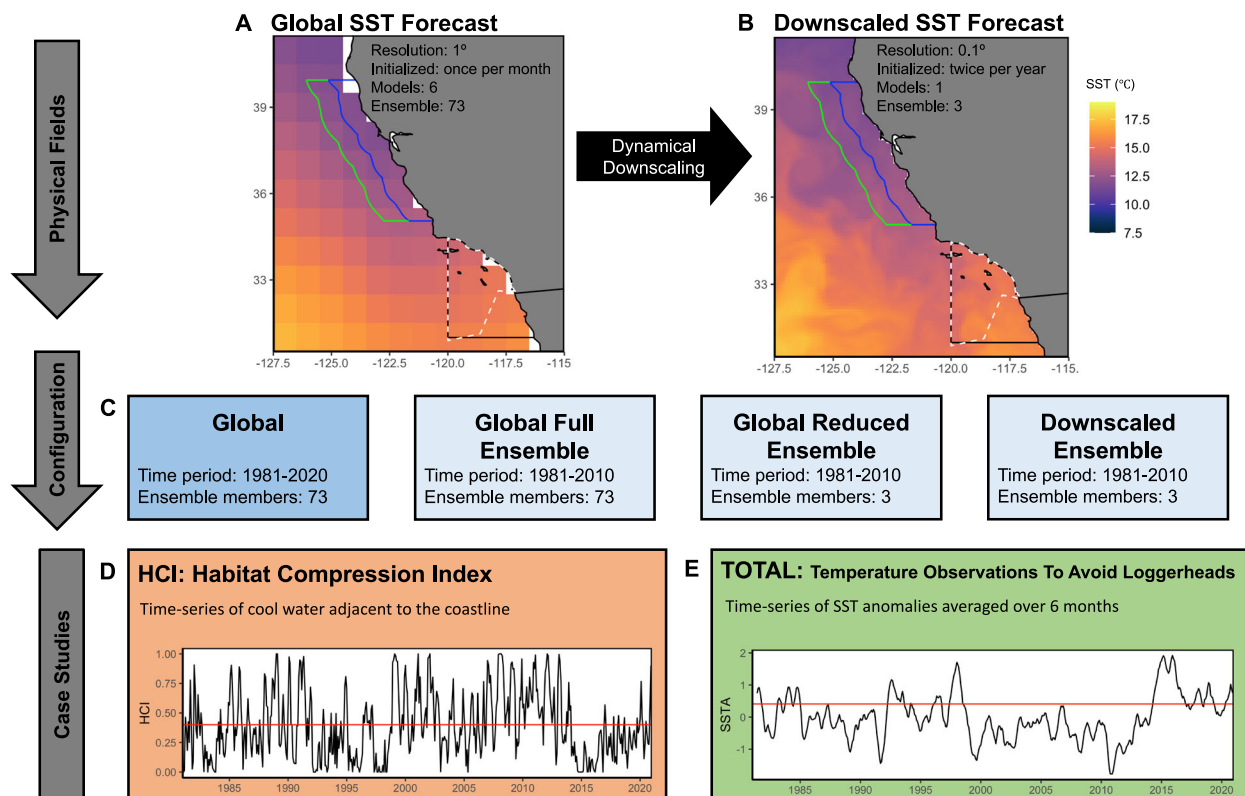 Physical Fields
A Global SST Forecast
Resolution: 1º
Initialized: once per month
Models: 6
Ensemble: 73
39
36
33
-127.5 -125.0 -122.5 -120.0 -117.5 -115
Dynamical
Downscaling
B Downscaled SST Forecast
Resolution: 0.1º
Initialized: twice per year
Models: 1
Ensemble: 3
39
36
33
-127.5 -125.0 -122.5 -120.0 -117.5 -115.
SST (℃)
17.5
15.0
12.5
10.0
7.5
Configuration
C
Global
Time period: 1981-2020
Ensemble members: 73
Global Full
Ensemble
Time period: 1981-2010
Ensemble members: 73
Global Reduced
Ensemble
Time period: 1981-2010
Ensemble members: 3
Downscaled
Ensemble
Time period: 1981-2010
Ensemble members: 3
Case Studies
D HCI: Habitat Compression Index
Time-series of cool water adjacent to the coastline
HCI
1.00
0.75
0.50
0.25
0.00
1985 1990 1995 2000 2005 2010 2015 2020
E TOTAL: Temperature Observations To Avoid Loggerheads
Time-series of SST anomalies averaged over 6 months
SSTA
2
1
0
-1
1985 1990 1995 2000 2005 2010 2015 2020